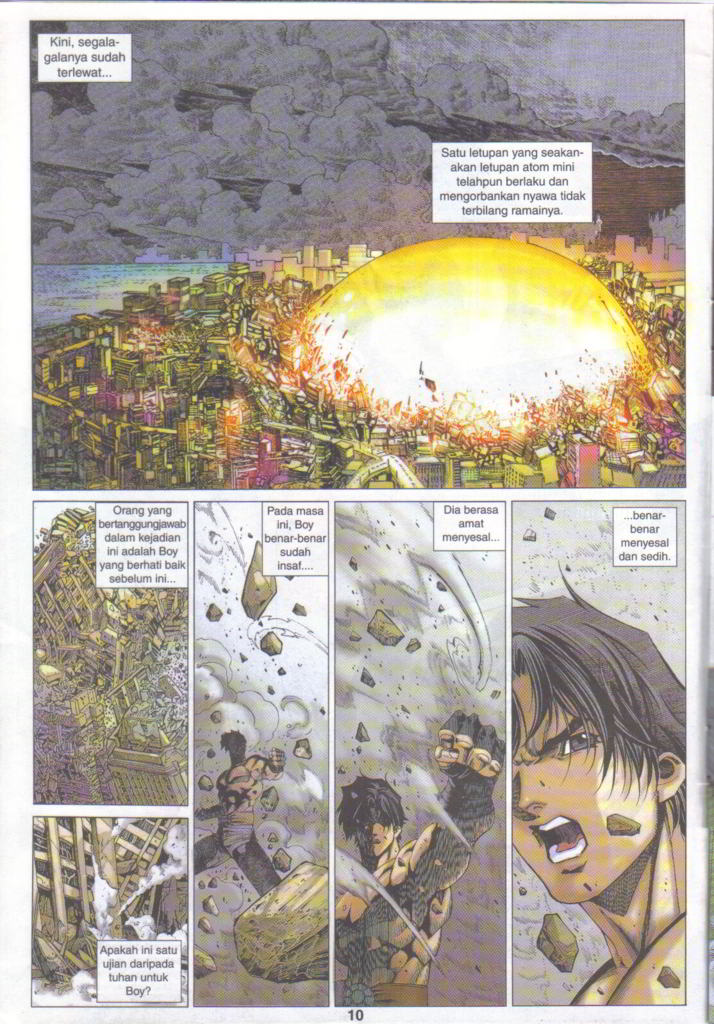 Kini, segala-
galanya sudah
terlewat...
Satu letupan yang seakan-
akan letupan atom mini
telahpun berlaku dan
mengorbankan nyawa tidak
terbilang ramainya.
Orang yang
bertanggungjawab
dalam kejadian
ini adalah Boy
yang berhati baik
sebelum ini...
Apakah ini satu
ujian daripada
tuhan untuk
Boy?
Pada masa
ini, Boy
benar-benar
sudah
insaf....
Dia berasa
amat
menyesal...
...benar-
benar
menyesal
dan sedih.
10